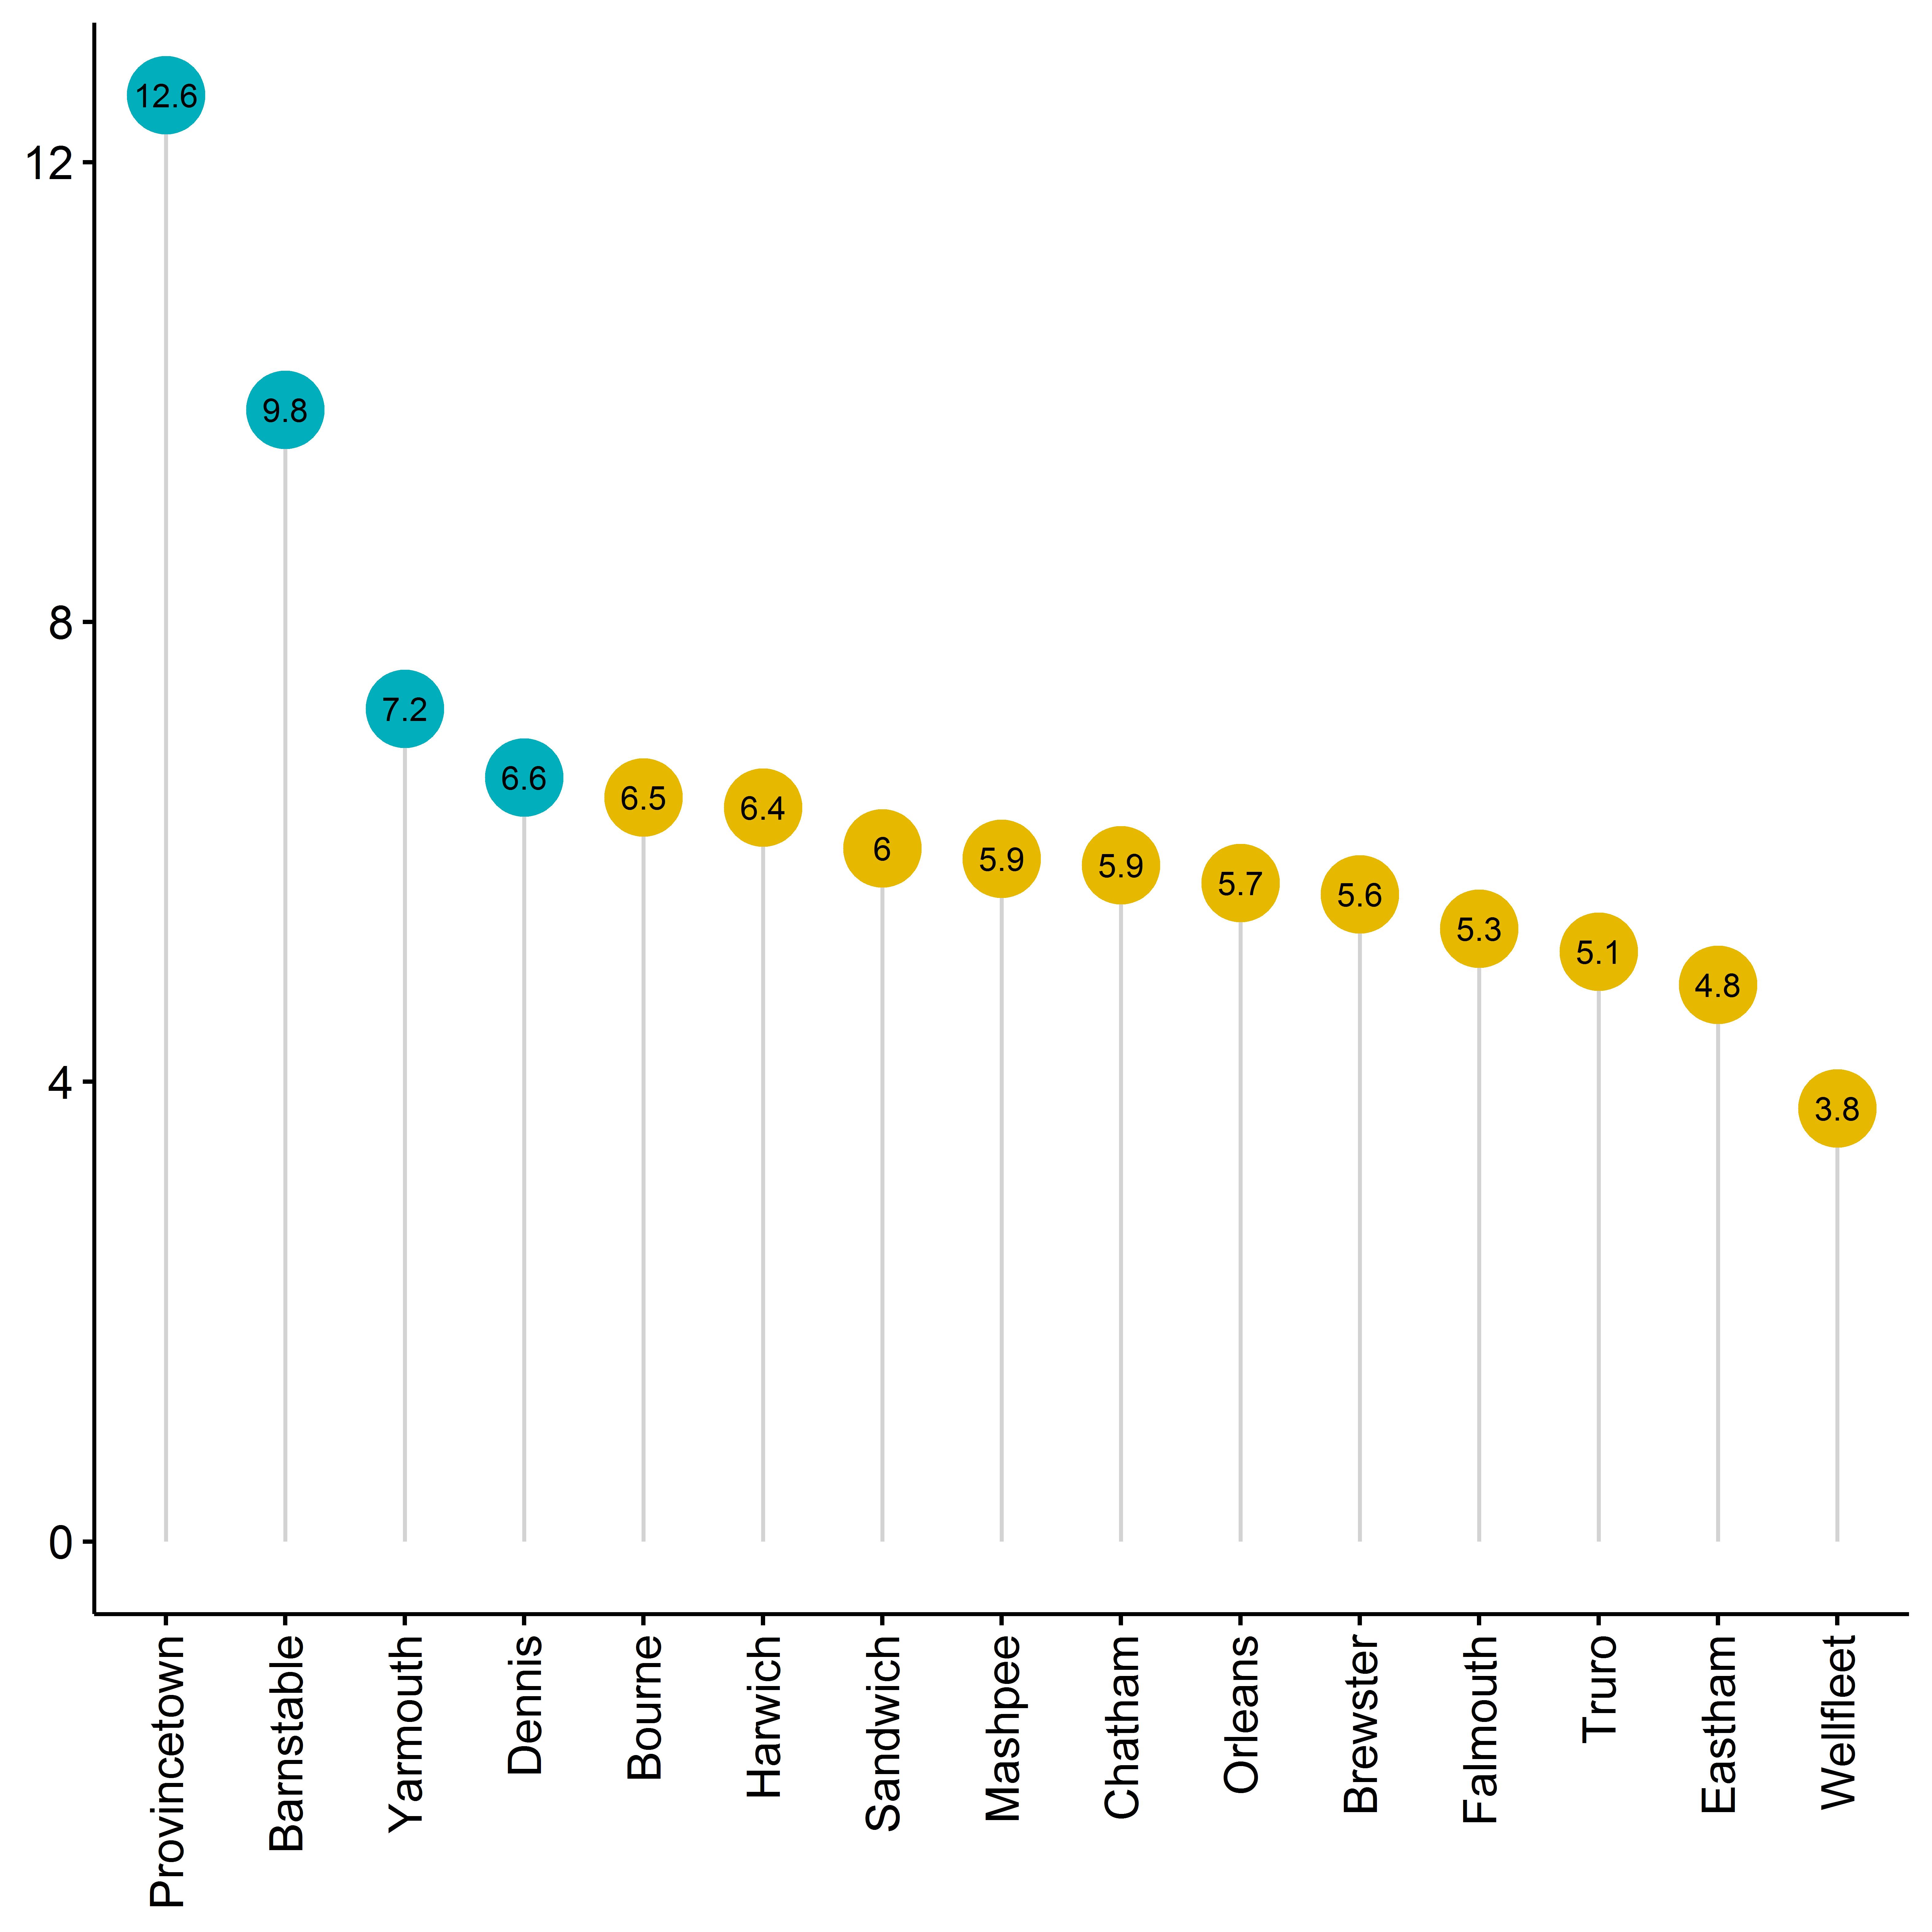 12.6
12
9.8
8
7.2
6.6
6.5
6.4
6
5.9
5.9
5.7
5.6
5.3
5.1
4.8
4
3.8
0
Provincetown
Barnstable
Yarmouth
Dennis
Bourne
Harwich
Sandwich
Mashpee
Chatham
Orleans
Brewster
Falmouth
Truro
Eastham
Wellfleet